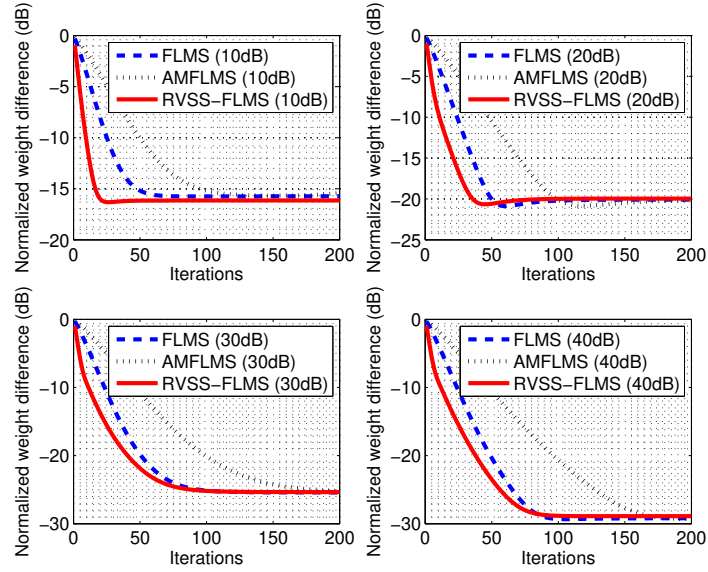 Normalized weight difference (dB)
0
−5
−10
−15
−20
0
50
100
150
200
Iterations
FLMS (10dB)
AMFLMS (10dB)
RVSS−FLMS (10dB)
Normalized weight difference (dB)
0
−5
−10
−15
−20
−25
0
50
100
150
200
Iterations
FLMS (20dB)
AMFLMS (20dB)
RVSS−FLMS (20dB)
Normalized weight difference (dB)
0
−10
−20
−30
0
50
100
150
200
Iterations
FLMS (30dB)
AMFLMS (30dB)
RVSS−FLMS (30dB)
Normalized weight difference (dB)
0
−10
−20
−30
0
50
100
150
200
Iterations
FLMS (40dB)
AMFLMS (40dB)
RVSS−FLMS (40dB)